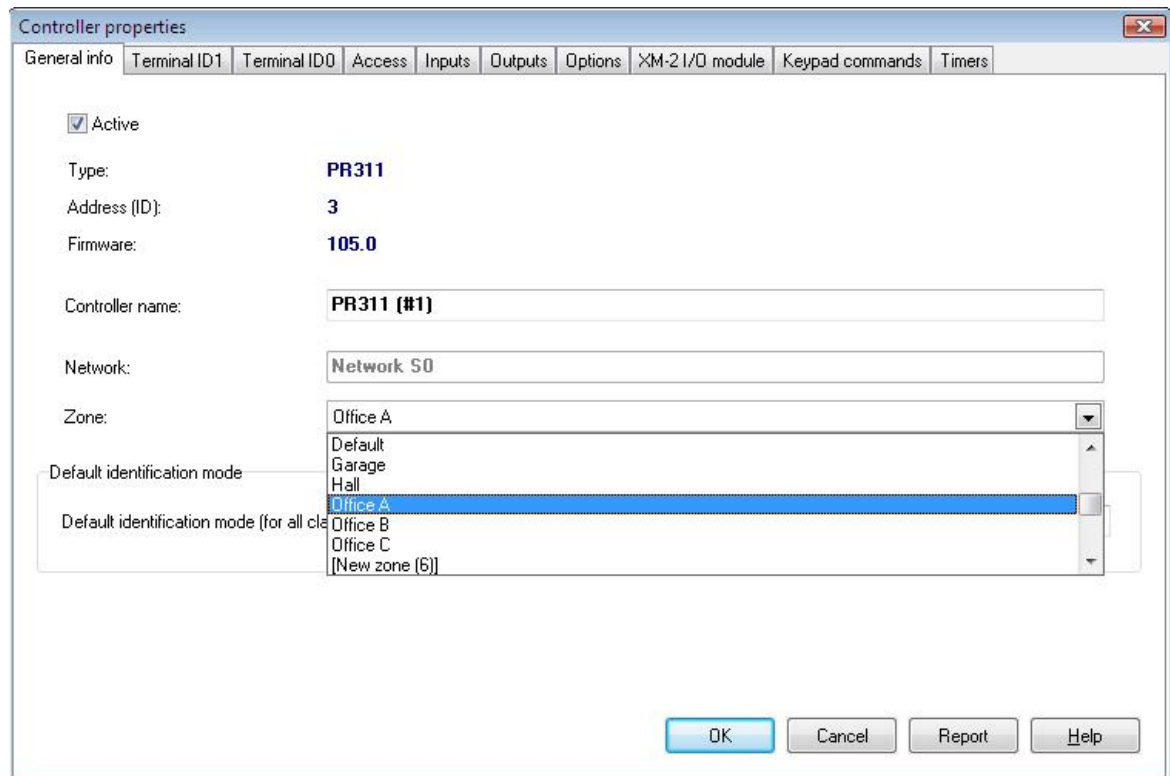 Controller properties
General info Terminal ID1 Terminal ID0 Access Inputs Outputs Options XM-2 I/O module Keypad commands Timers
Active
Type: PR311
Address (ID): 3
Firmware: 105.0
Controller name: PR311 (#1)
Network: Network S0
Zone: Office A
Default
Garage
Hall
Office A
Office B
Office C
[New zone (6)]
Default identification mode
Default identification mode (for all cla
OK Cancel Report Help